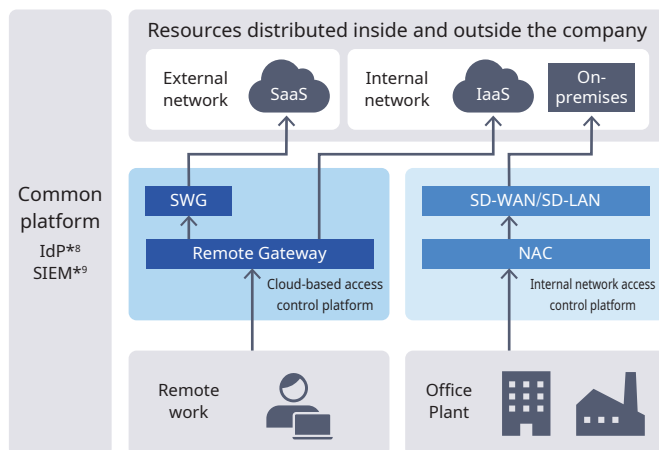 Resources distributed inside and outside the company
External
network
SaaS
Internal
network
IaaS
On-
premises
Common
platform
IdP*8
SIEM*9
SWG
Remote Gateway
Cloud-based access
control platform
SD-WAN/SD-LAN
NAC
Internal network access
control platform
Remote
work
Office
Plant